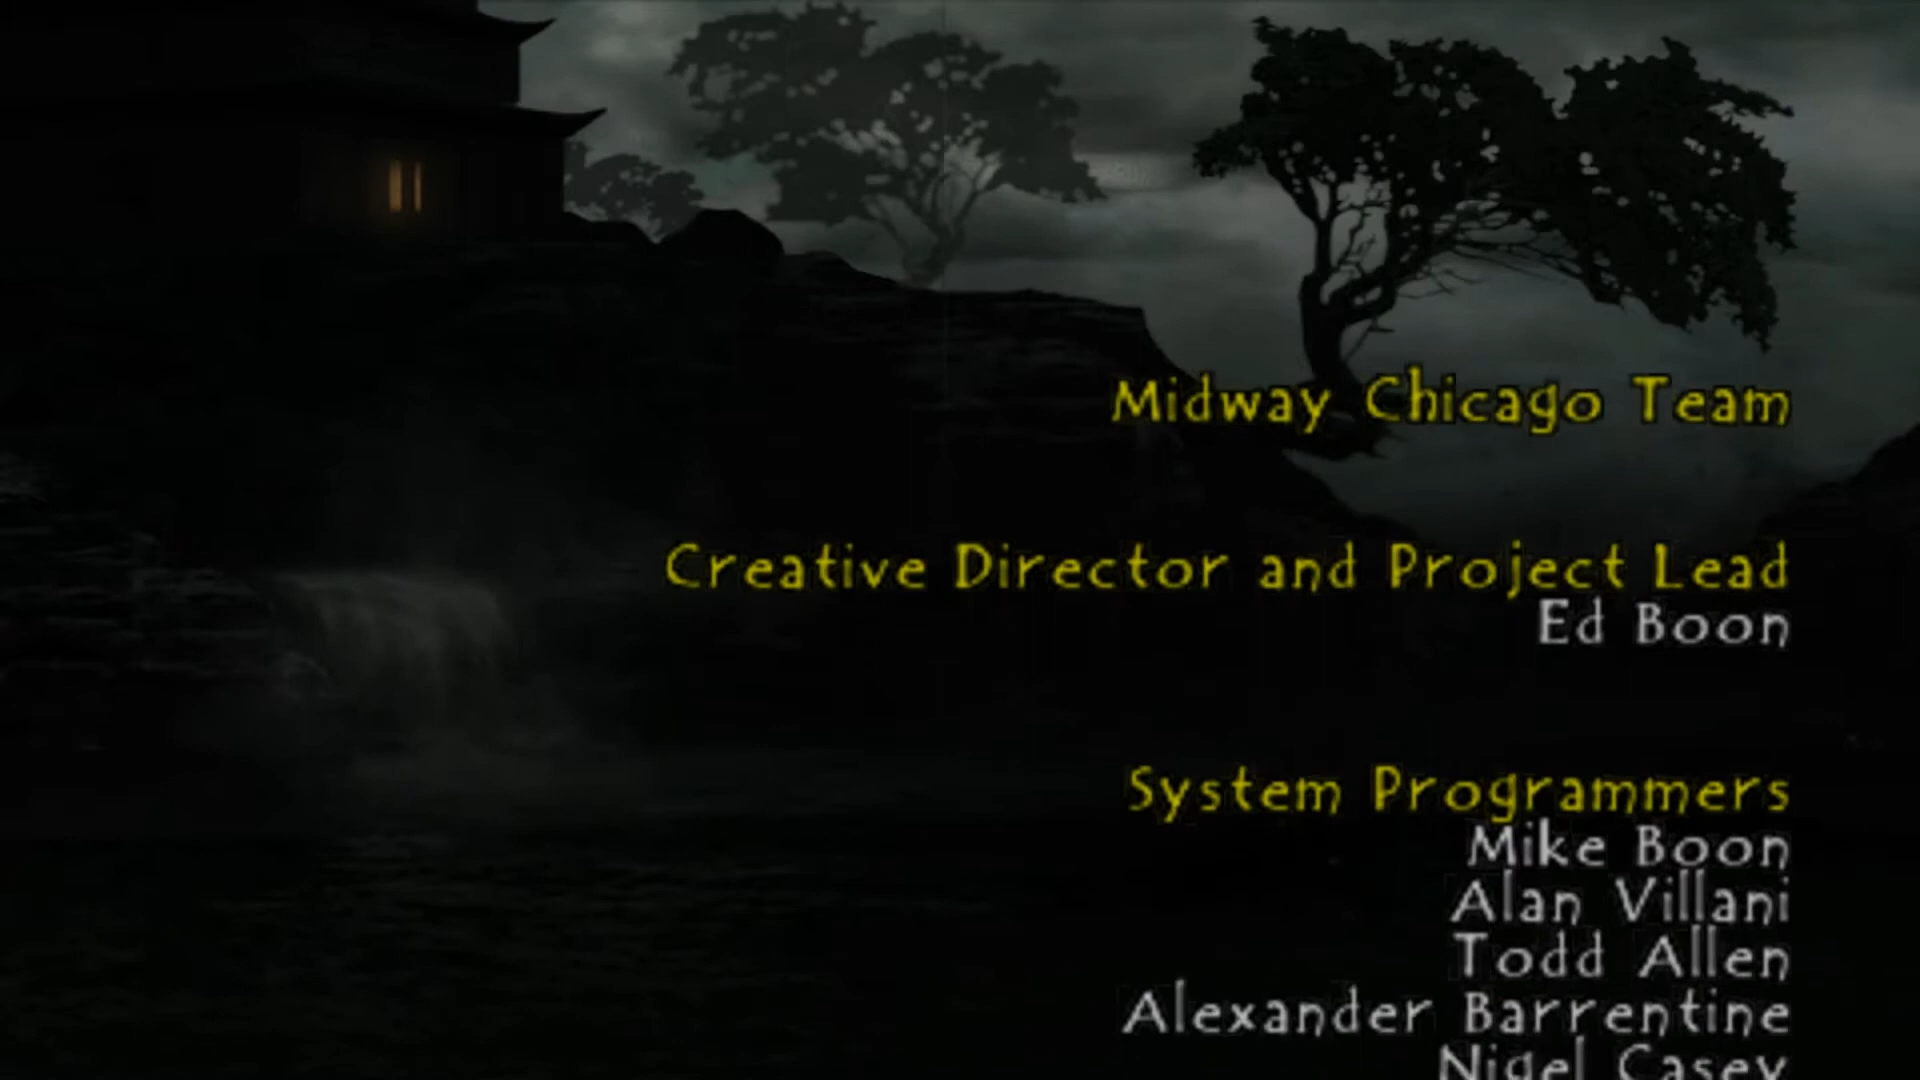 Midway Chicago Team
Creative Director and Project Lead
Ed Boon
System Programmers
Mike Boon
Alan Villani
Todd Allen
Alexander Barrentine
Nigel Casey